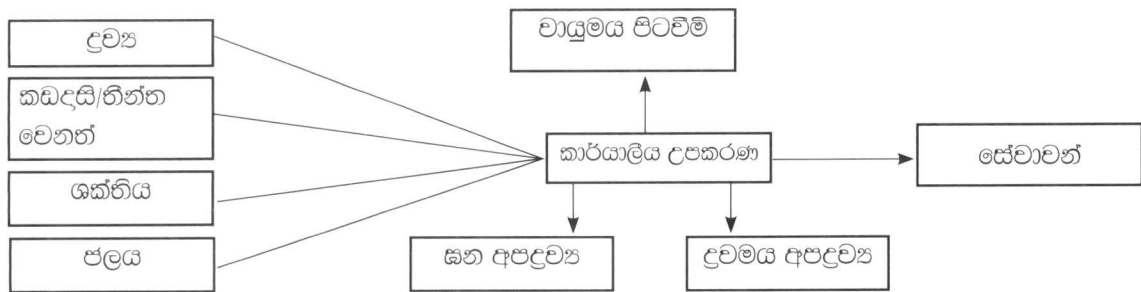 ද්‍රව්‍ය
වායුමය පිටවීම්
කඩදාසි/තීන්ත
වෙනත්
කාර්යාලීය උපකරණ
සේවාවන්
ශක්තිය
ජලය
ඝන අපද්‍රව්‍ය
ද්‍රවමය අපද්‍රව්‍ය